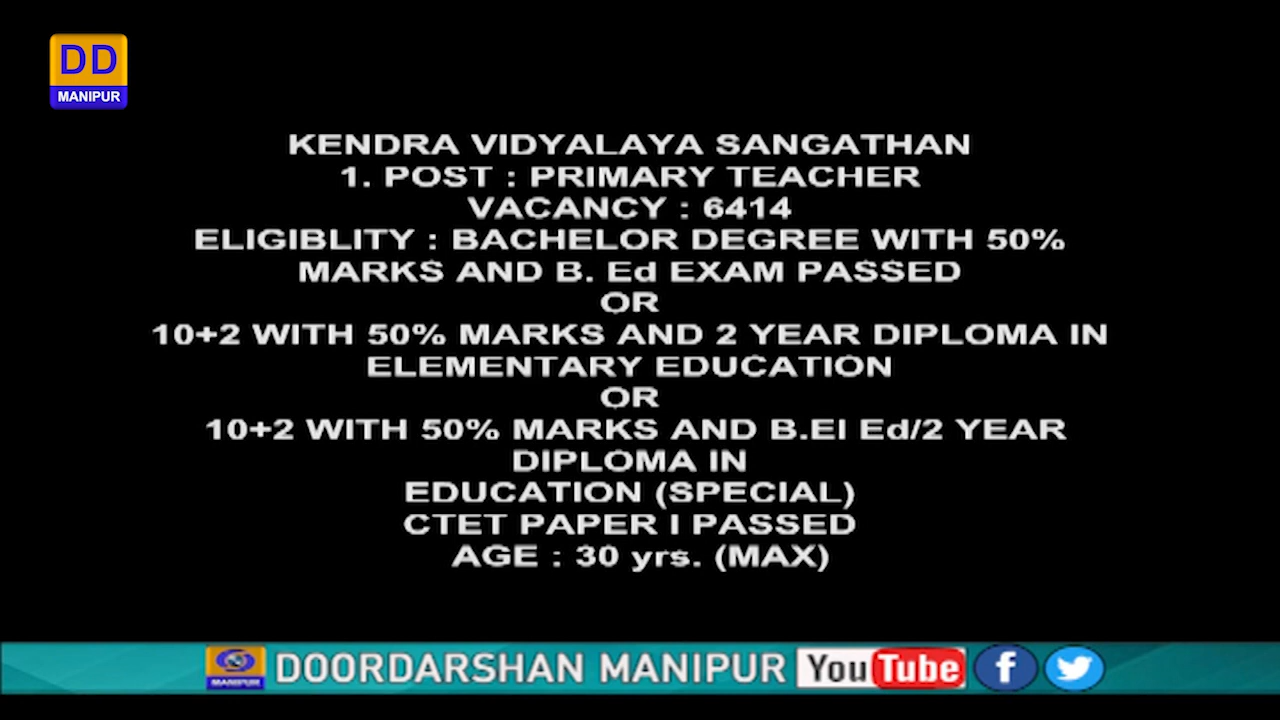 DD
MANIPUR
KENDRA VIDYALAYA SANGATHAN
1. POST : PRIMARY TEACHER
VACANCY : 6414
ELIGIBLITY : BACHELOR DEGREE WITH 50%
MARKS AND B. Ed EXAM PASSED
OR
10+2 WITH 50% MARKS AND 2 YEAR DIPLOMA IN
ELEMENTARY EDUCATION
OR
10+2 WITH 50% MARKS AND B.El Ed/2 YEAR
DIPLOMA IN
EDUCATION (SPECIAL)
CTET PAPER I PASSED
AGE : 30 yrs. (MAX)
MANIPUR DOORDARSHAN MANIPUR YouTube f